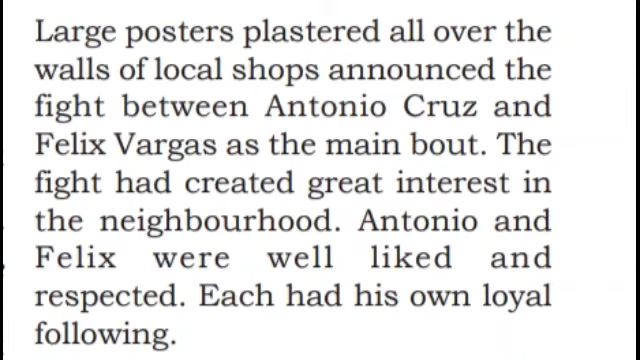 Large posters plastered all over the
walls of local shops announced the
fight between Antonio Cruz and
Felix Vargas as the main bout. The
fight had created great interest in
the neighbourhood. Antonio and
Felix were well liked and
respected. Each had his own loyal
following.